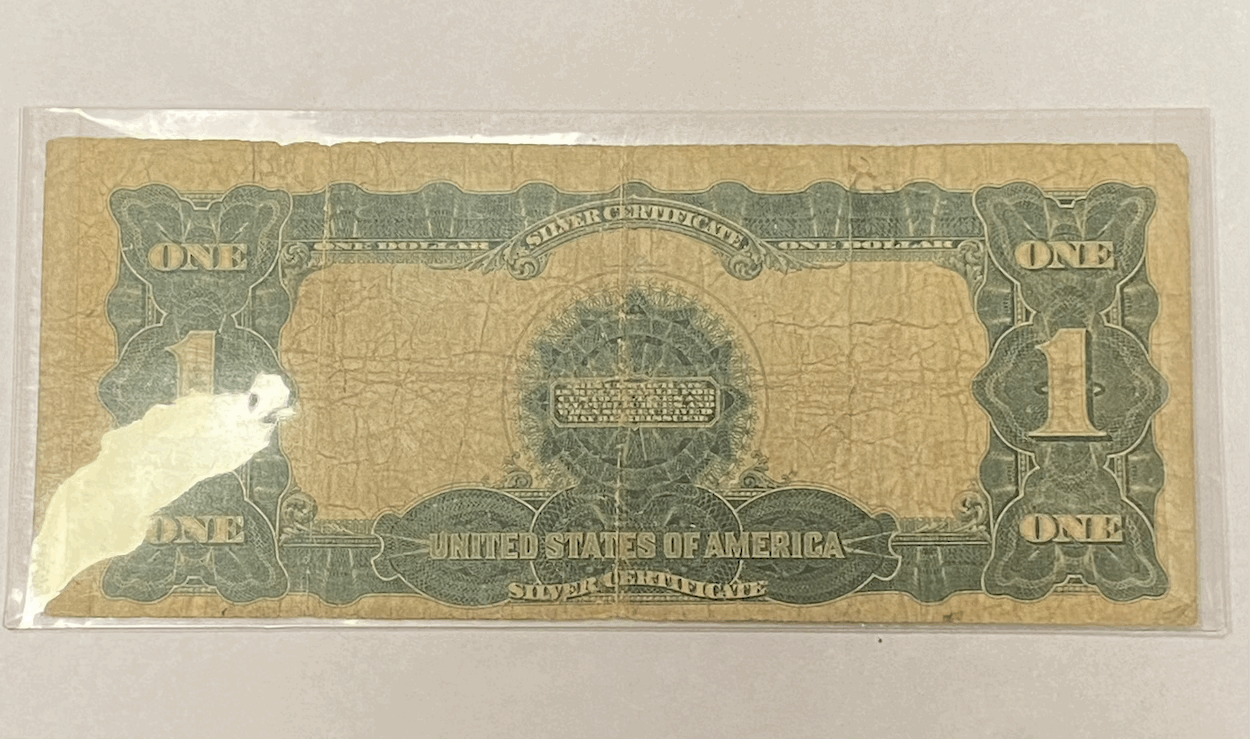 SILVER CERTIFICATE
ONE DOLLAR ONE DOLLAR
ONE ONE
1 1
ONE ONE
UNITED STATES OF AMERICA
SILVER CERTIFICATE